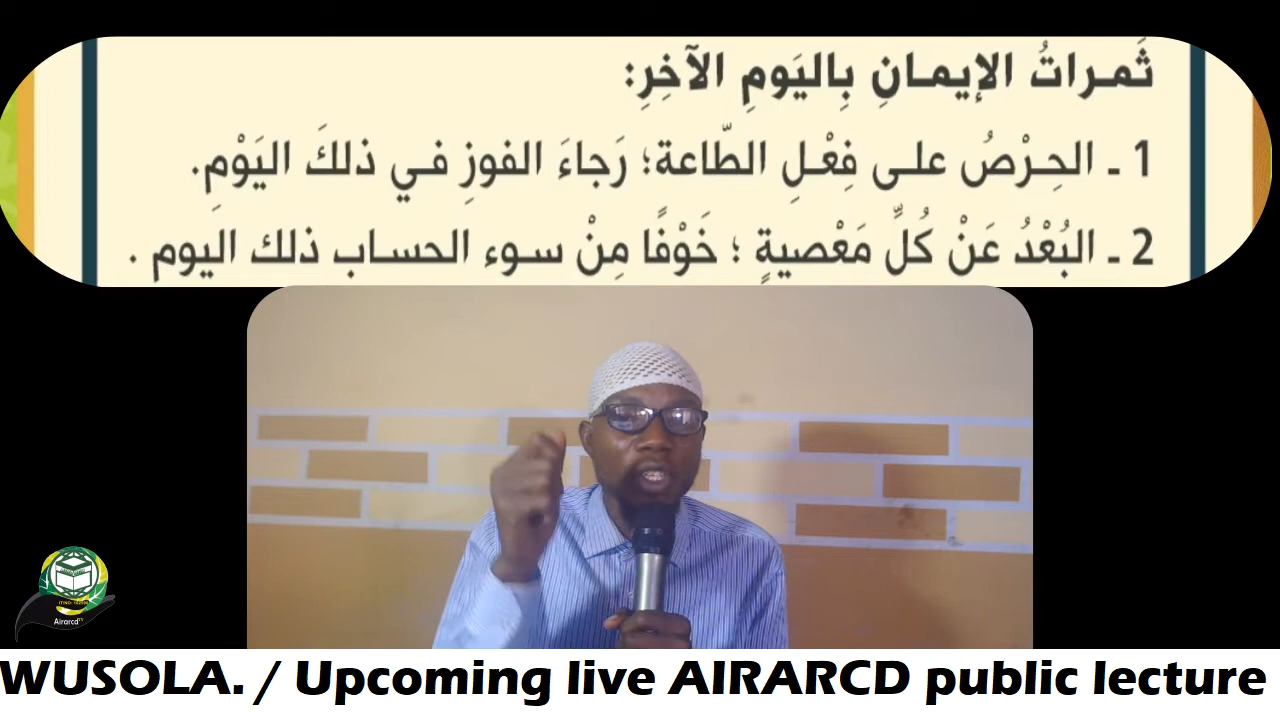 ثَمراتُ الإيمانِ بِاليَومِ الآخِرِ:
1 ـ الحِرْصُ على فِعْلِ الطّاعة؛ رَجاءَ الفوزِ في ذلكَ اليَوْمِ.
2 ـ البُعْدُ عَنْ كُلِّ مَعْصيةٍ ؛ خَوْفًا مِنْ سوء الحساب ذلك اليوم .
Airarcd
WUSOLA. / Upcoming live AIRARCD public lecture